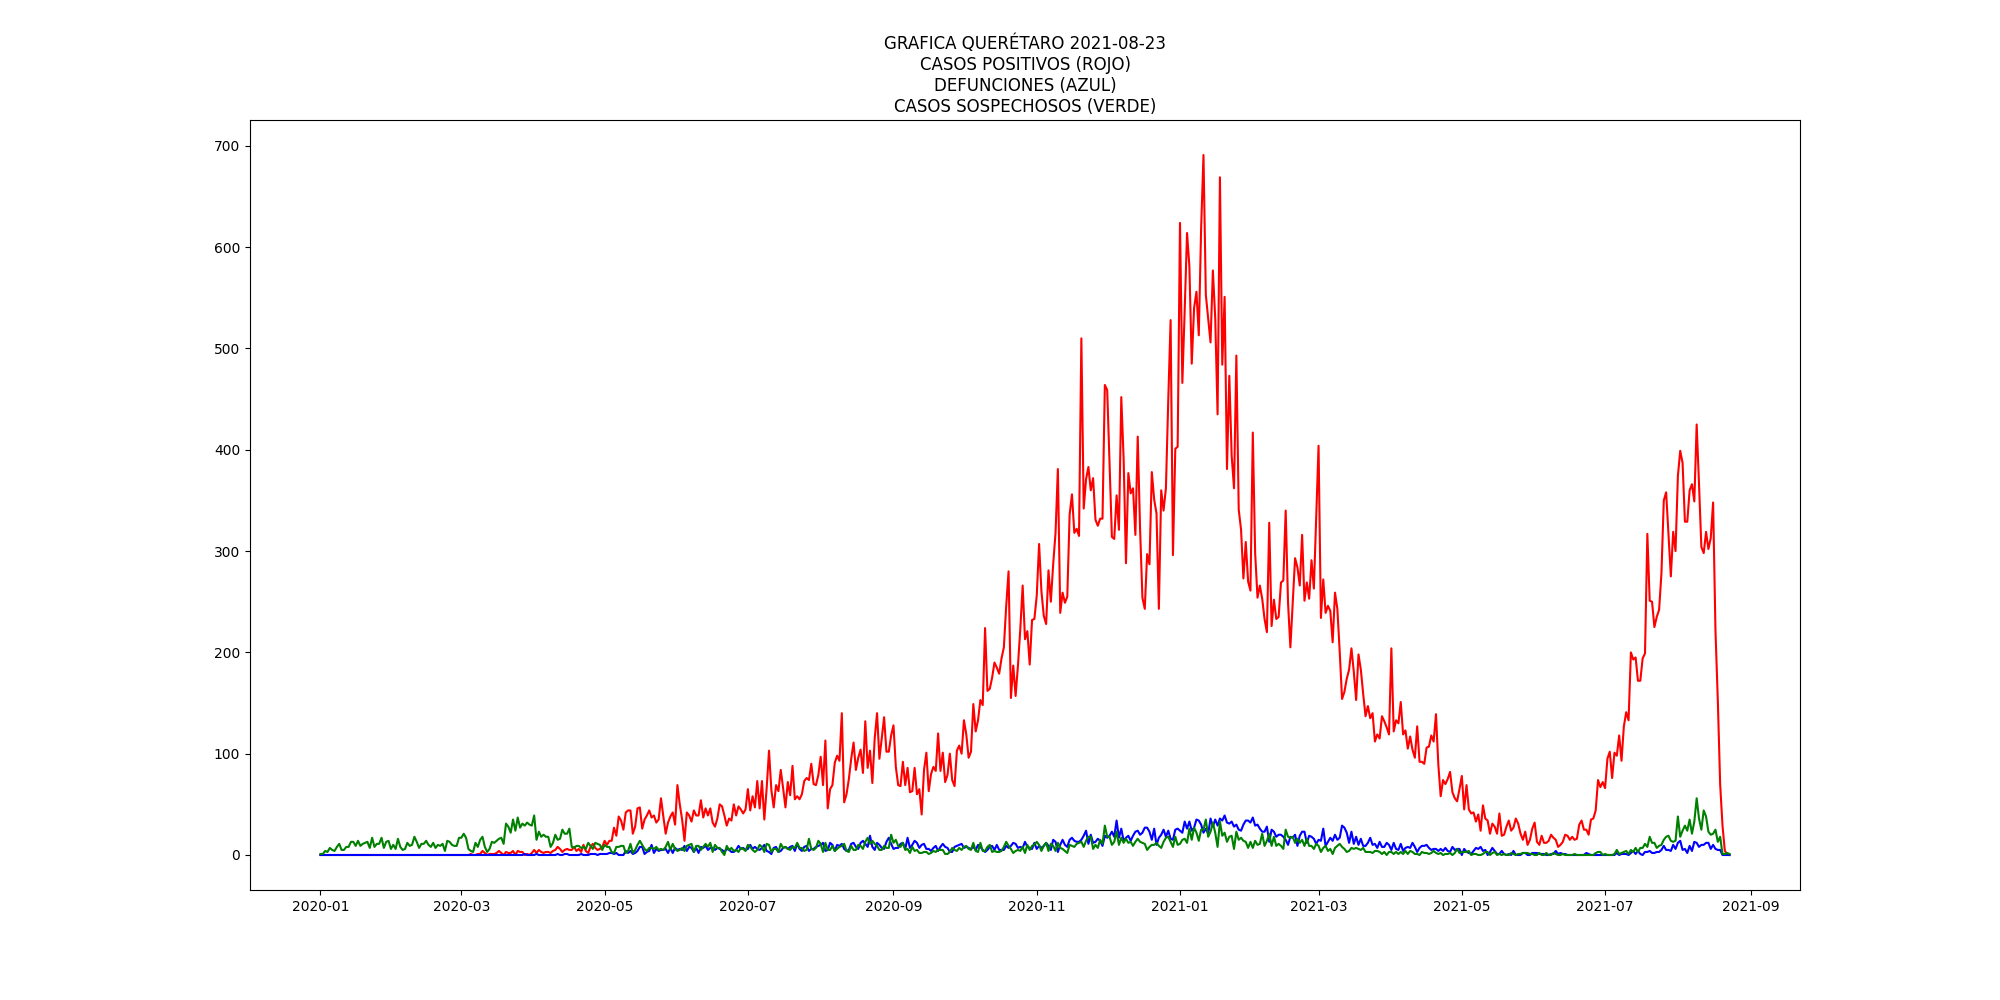 GRAFICA QUERÉTARO 2021-08-23
CASOS POSITIVOS (ROJO)
DEFUNCIONES (AZUL)
CASOS SOSPECHOSOS (VERDE)
700
600
500
400
300
200
100
0
2020-01 2020-03 2020-05 2020-07 2020-09 2020-11 2021-01 2021-03 2021-05 2021-07 2021-09